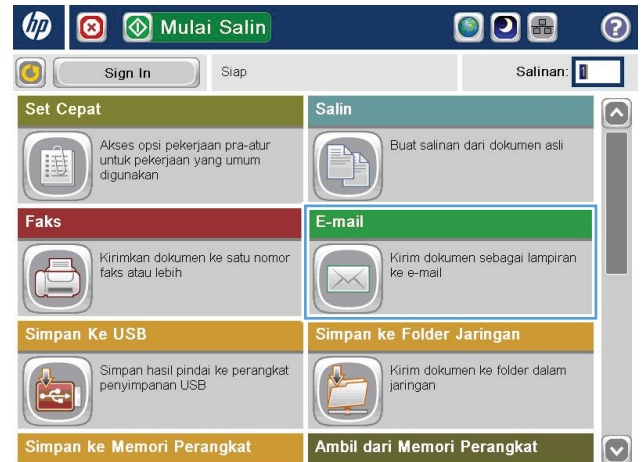 hp
Mulai Salin
?
Sign In
Siap
Salinan: 1
Set Cepat
Akses opsi pekerjaan pra-atur
untuk pekerjaan yang umum
digunakan
Salin
Buat salinan dari dokumen asli
Faks
Kirimkan dokumen ke satu nomor
faks atau lebih
E-mail
Kirim dokumen sebagai lampiran
ke e-mail
Simpan Ke USB
Simpan hasil pindai ke perangkat
penyimpanan USB
Simpan ke Folder Jaringan
Kirim dokumen ke folder dalam
jaringan
Simpan ke Memori Perangkat
Ambil dari Memori Perangkat